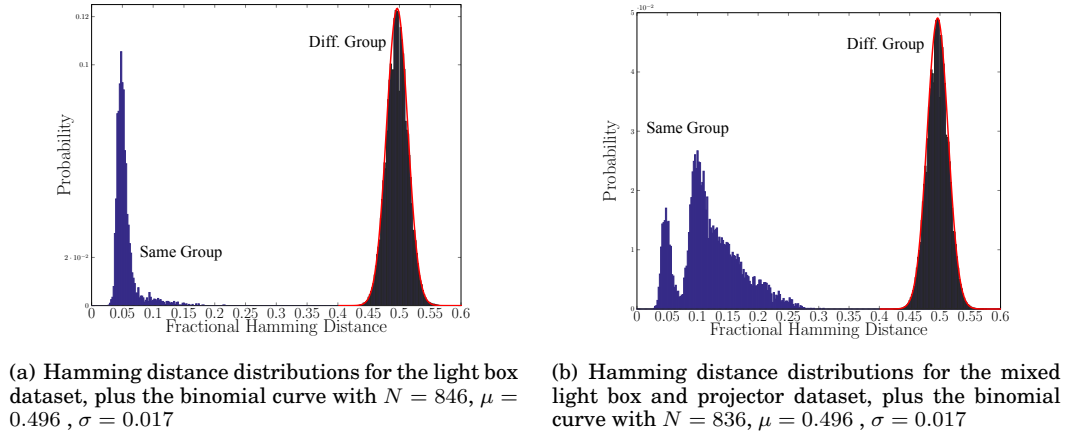 0.12
0.1
2 · 10⁻²
0
Probability
Diff. Group
Same Group
0 0.05 0.1 0.15 0.2 0.25 0.3 0.35 0.4 0.45 0.5 0.55 0.6
Fractional Hamming Distance
(a) Hamming distance distributions for the light box
dataset, plus the binomial curve with N = 846, μ =
0.496 , σ = 0.017
5 ·10⁻²
4
3
2
1
0
Probability
Diff. Group
Same Group
0 0.05 0.1 0.15 0.2 0.25 0.3 0.35 0.4 0.45 0.5 0.55 0.6
Fractional Hamming Distance
(b) Hamming distance distributions for the mixed
light box and projector dataset, plus the binomial
curve with N = 836, μ = 0.496 , σ = 0.017